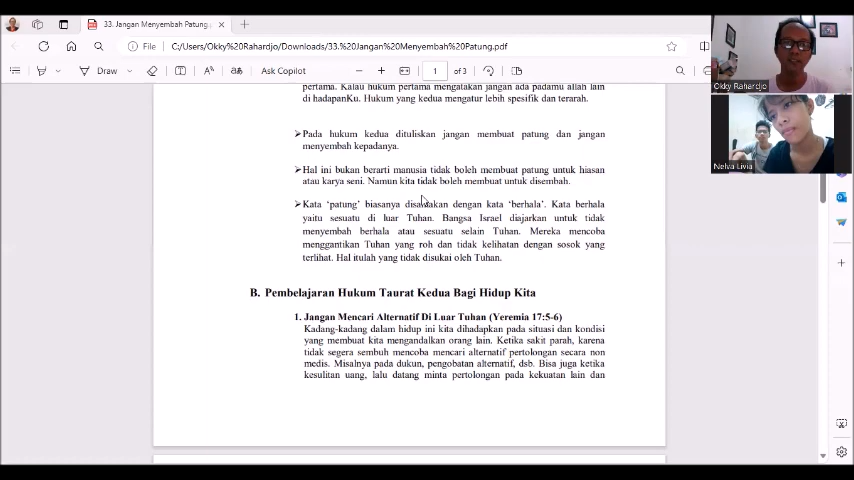 33. Jangan Menyembah Patung
File
C:/Users/Okky%20Rahardjo/Downloads/33.%20Jangan%20Menyembah%20Patung.pdf
Draw
Ask Copilot
1 of 3
Okky Rahardjo
Nelva Livia
pertama. Kalau hukum pertama mengatakan jangan ada padamu allah lain
di hadapanKu. Hukum yang kedua mengatur lebih spesifik dan terarah.
Pada hukum kedua dituliskan jangan membuat patung dan jangan
menyembah kepadanya.
Hal ini bukan berarti manusia tidak boleh membuat patung untuk hiasan
atau karya seni. Namun kita tidak boleh membuat untuk disembah.
Kata 'patung' biasanya disamakan dengan kata 'berhala'. Kata berhala
yaitu sesuatu di luar Tuhan. Bangsa Israel diajarkan untuk tidak
menyembah berhala atau sesuatu selain Tuhan. Mereka mencoba
menggantikan Tuhan yang roh dan tidak kelihatan dengan sosok yang
terlihat. Hal itulah yang tidak disukai oleh Tuhan.
B. Pembelajaran Hukum Taurat Kedua Bagi Hidup Kita
1. Jangan Mencari Alternatif Di Luar Tuhan (Yeremia 17:5-6)
Kadang-kadang dalam hidup ini kita dihadapkan pada situasi dan kondisi
yang membuat kita mengandalkan orang lain. Ketika sakit parah, karena
tidak segera sembuh mencoba mencari alternatif pertolongan secara non
medis. Misalnya pada dukun, pengobatan alternatif, dsb. Bisa juga ketika
kesulitan uang, lalu datang minta pertolongan pada kekuatan lain dan